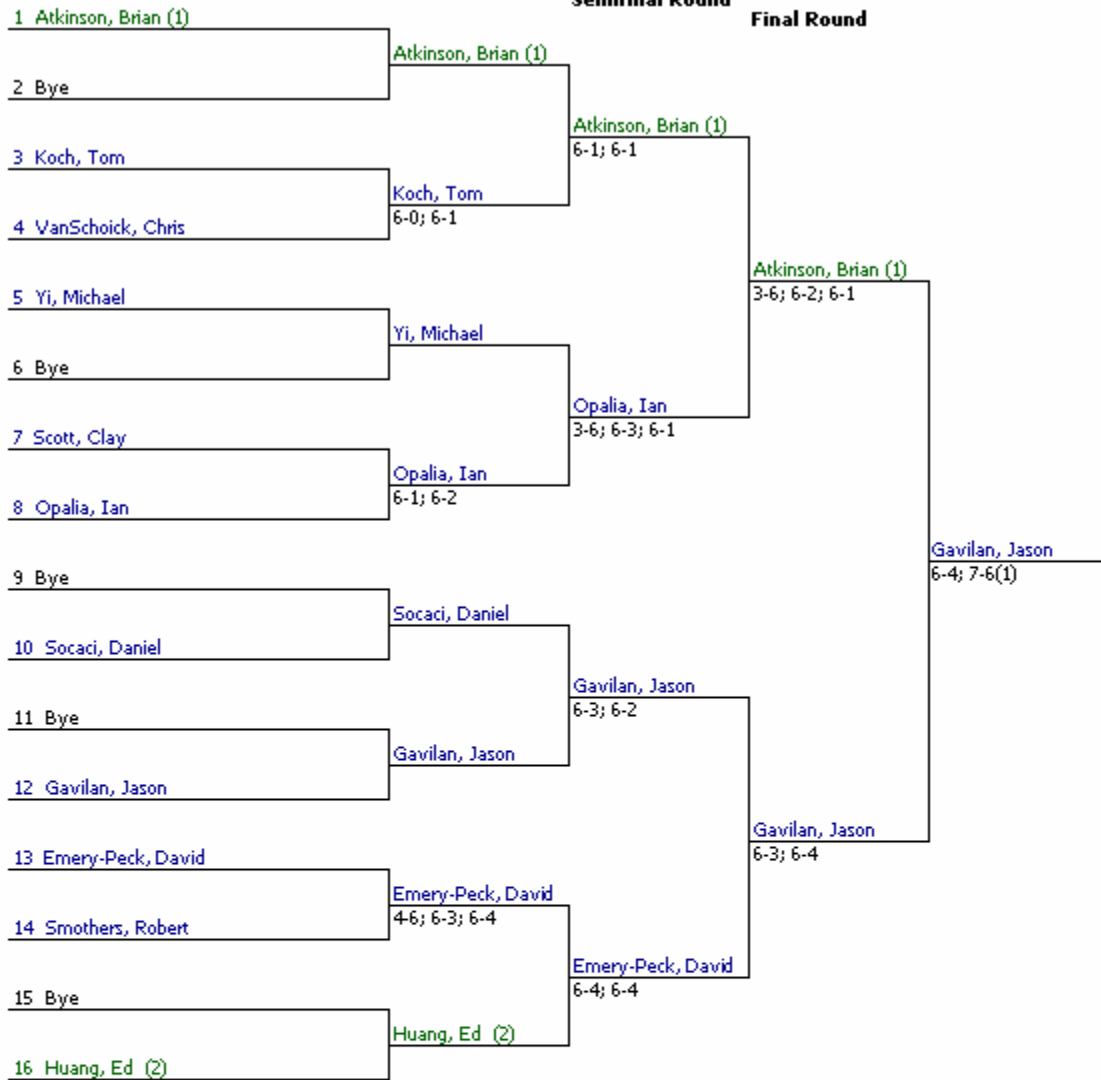 Semifinal Round
Final Round
1 Atkinson, Brian (1)
Atkinson, Brian (1)
2 Bye
Atkinson, Brian (1)
6-1; 6-1
3 Koch, Tom
Koch, Tom
6-0; 6-1
4 VanSchoick, Chris
Atkinson, Brian (1)
3-6; 6-2; 6-1
5 Yi, Michael
Yi, Michael
6 Bye
Opalia, Ian
3-6; 6-3; 6-1
7 Scott, Clay
Opalia, Ian
6-1; 6-2
8 Opalia, Ian
Gavilan, Jason
6-4; 7-6(1)
9 Bye
Socaci, Daniel
10 Socaci, Daniel
Gavilan, Jason
6-3; 6-2
11 Bye
Gavilan, Jason
12 Gavilan, Jason
Gavilan, Jason
6-3; 6-4
13 Emery-Peck, David
Emery-Peck, David
4-6; 6-3; 6-4
14 Smothers, Robert
Emery-Peck, David
6-4; 6-4
15 Bye
Huang, Ed (2)
16 Huang, Ed (2)